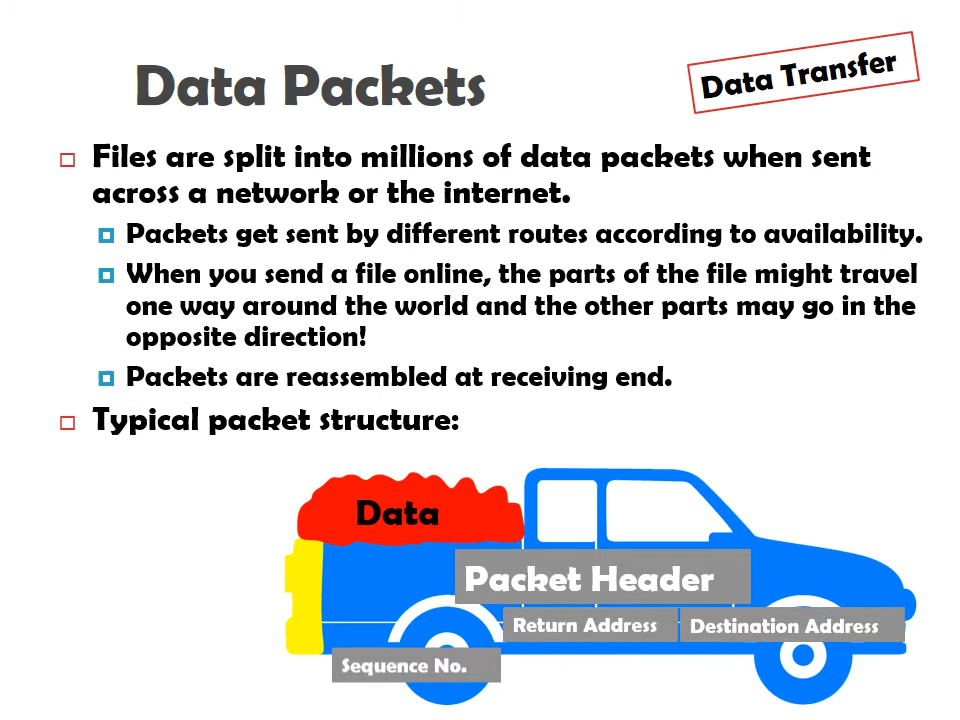 Data Packets
Data Transfer
Files are split into millions of data packets when sent
across a network or the internet.
Packets get sent by different routes according to availability.
When you send a file online, the parts of the file might travel
one way around the world and the other parts may go in the
opposite direction!
Packets are reassembled at receiving end.
Typical packet structure:
Data
Packet Header
Return Address
Destination Address
Sequence No.